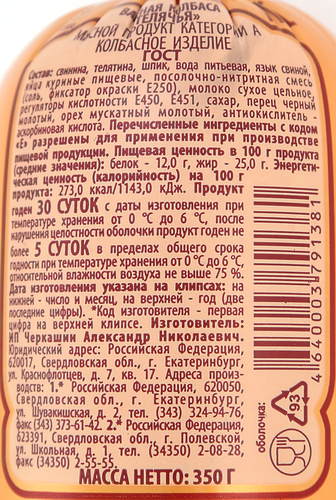 ВАРЁНАЯ КОЛБАСА
"ТЕЛЯЧЬЯ"
МЯСНОЙ ПРОДУКТ КАТЕГОРИИ А
КОЛБАСНОЕ ИЗДЕЛИЕ
ГОСТ
Состав: свинина, телятина, шпик, вода питьевая, язык свиной,
яйца куриные пищевые, посолочно-нитритная смесь
(соль, фиксатор окраски Е250), молоко сухое цельное,
регуляторы кислотности Е450, Е451, сахар, перец черный
молотый, орех мускатный молотый, антиокислитель -
аскорбиновая кислота. Перечисленные ингредиенты с кодом
«Е» разрешены для применения при производстве
пищевой продукции. Пищевая ценность в 100 г продукта
(средние значения): белок - 12,0 г, жир - 25,0 г. Энергети-
ческая ценность (калорийность) на 100 г
продукта: 273,0 ккал/1143,0 кДж. Продукт
годен 30 СУТОК с даты изготовления при
температуре хранения от 0 °С до 6 °С, после
нарушения целостности оболочки продукт годен не
более 5 СУТОК в пределах общего срока
годности при температуре хранения от 0 °С до 6 °С,
относительной влажности воздуха не выше 75 %.
Дата изготовления указана на клипсах: на
нижней - число и месяц, на верхней - год (две
последние цифры). *Код изготовителя - первая
цифра на верхней клипсе. Изготовитель:
ИП Черкашин Александр Николаевич.
Юридический адрес: Российская Федерация,
620017, Свердловская обл., г. Екатеринбург,
ул. Краснофлотцев, д. 7, кв. 17. Адреса произ-
водств: 1.* Российская Федерация, 620050,
Свердловская обл., г. Екатеринбург,
ул. Шувакишская, д. 2, тел. (343) 324-94-76,
факс (343) 373-61-42. 2.* Российская Федерация,
623391, Свердловская обл., г. Полевской,
ул. Школьная, д. 1, тел. (34350) 2-08-28,
факс (34350) 2-55-55.
МАССА НЕТТО: 350 Г
4 640007 913811
оболочка:
93